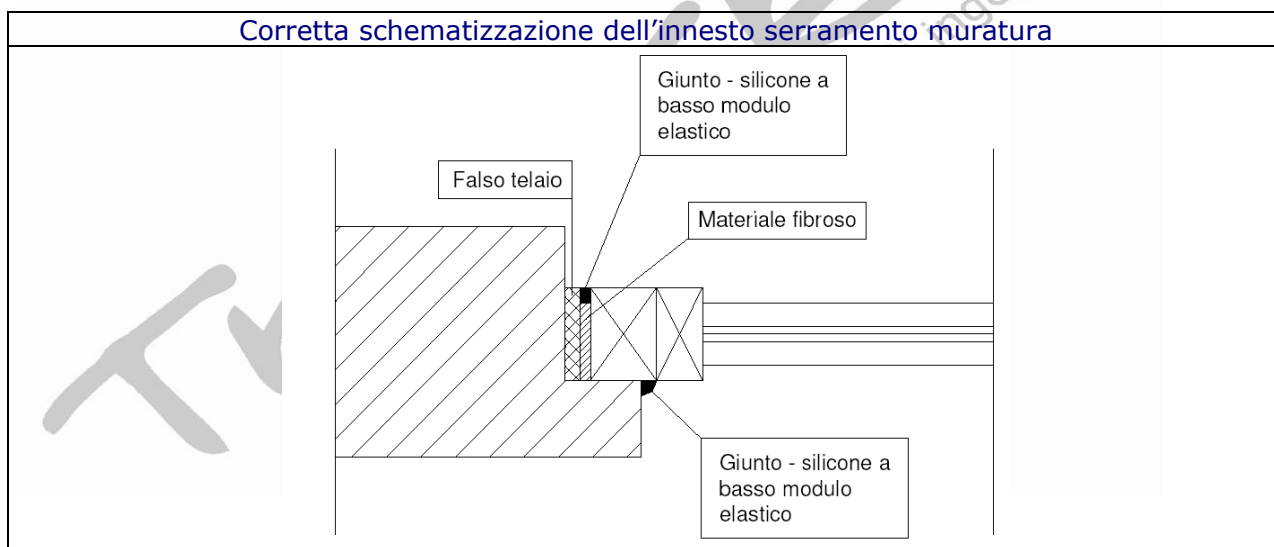 Corretta schematizzazione dell'innesto serramento muratura
Giunto - silicone a
basso modulo
elastico
Falso telaio
Materiale fibroso
Giunto - silicone a
basso modulo
elastico